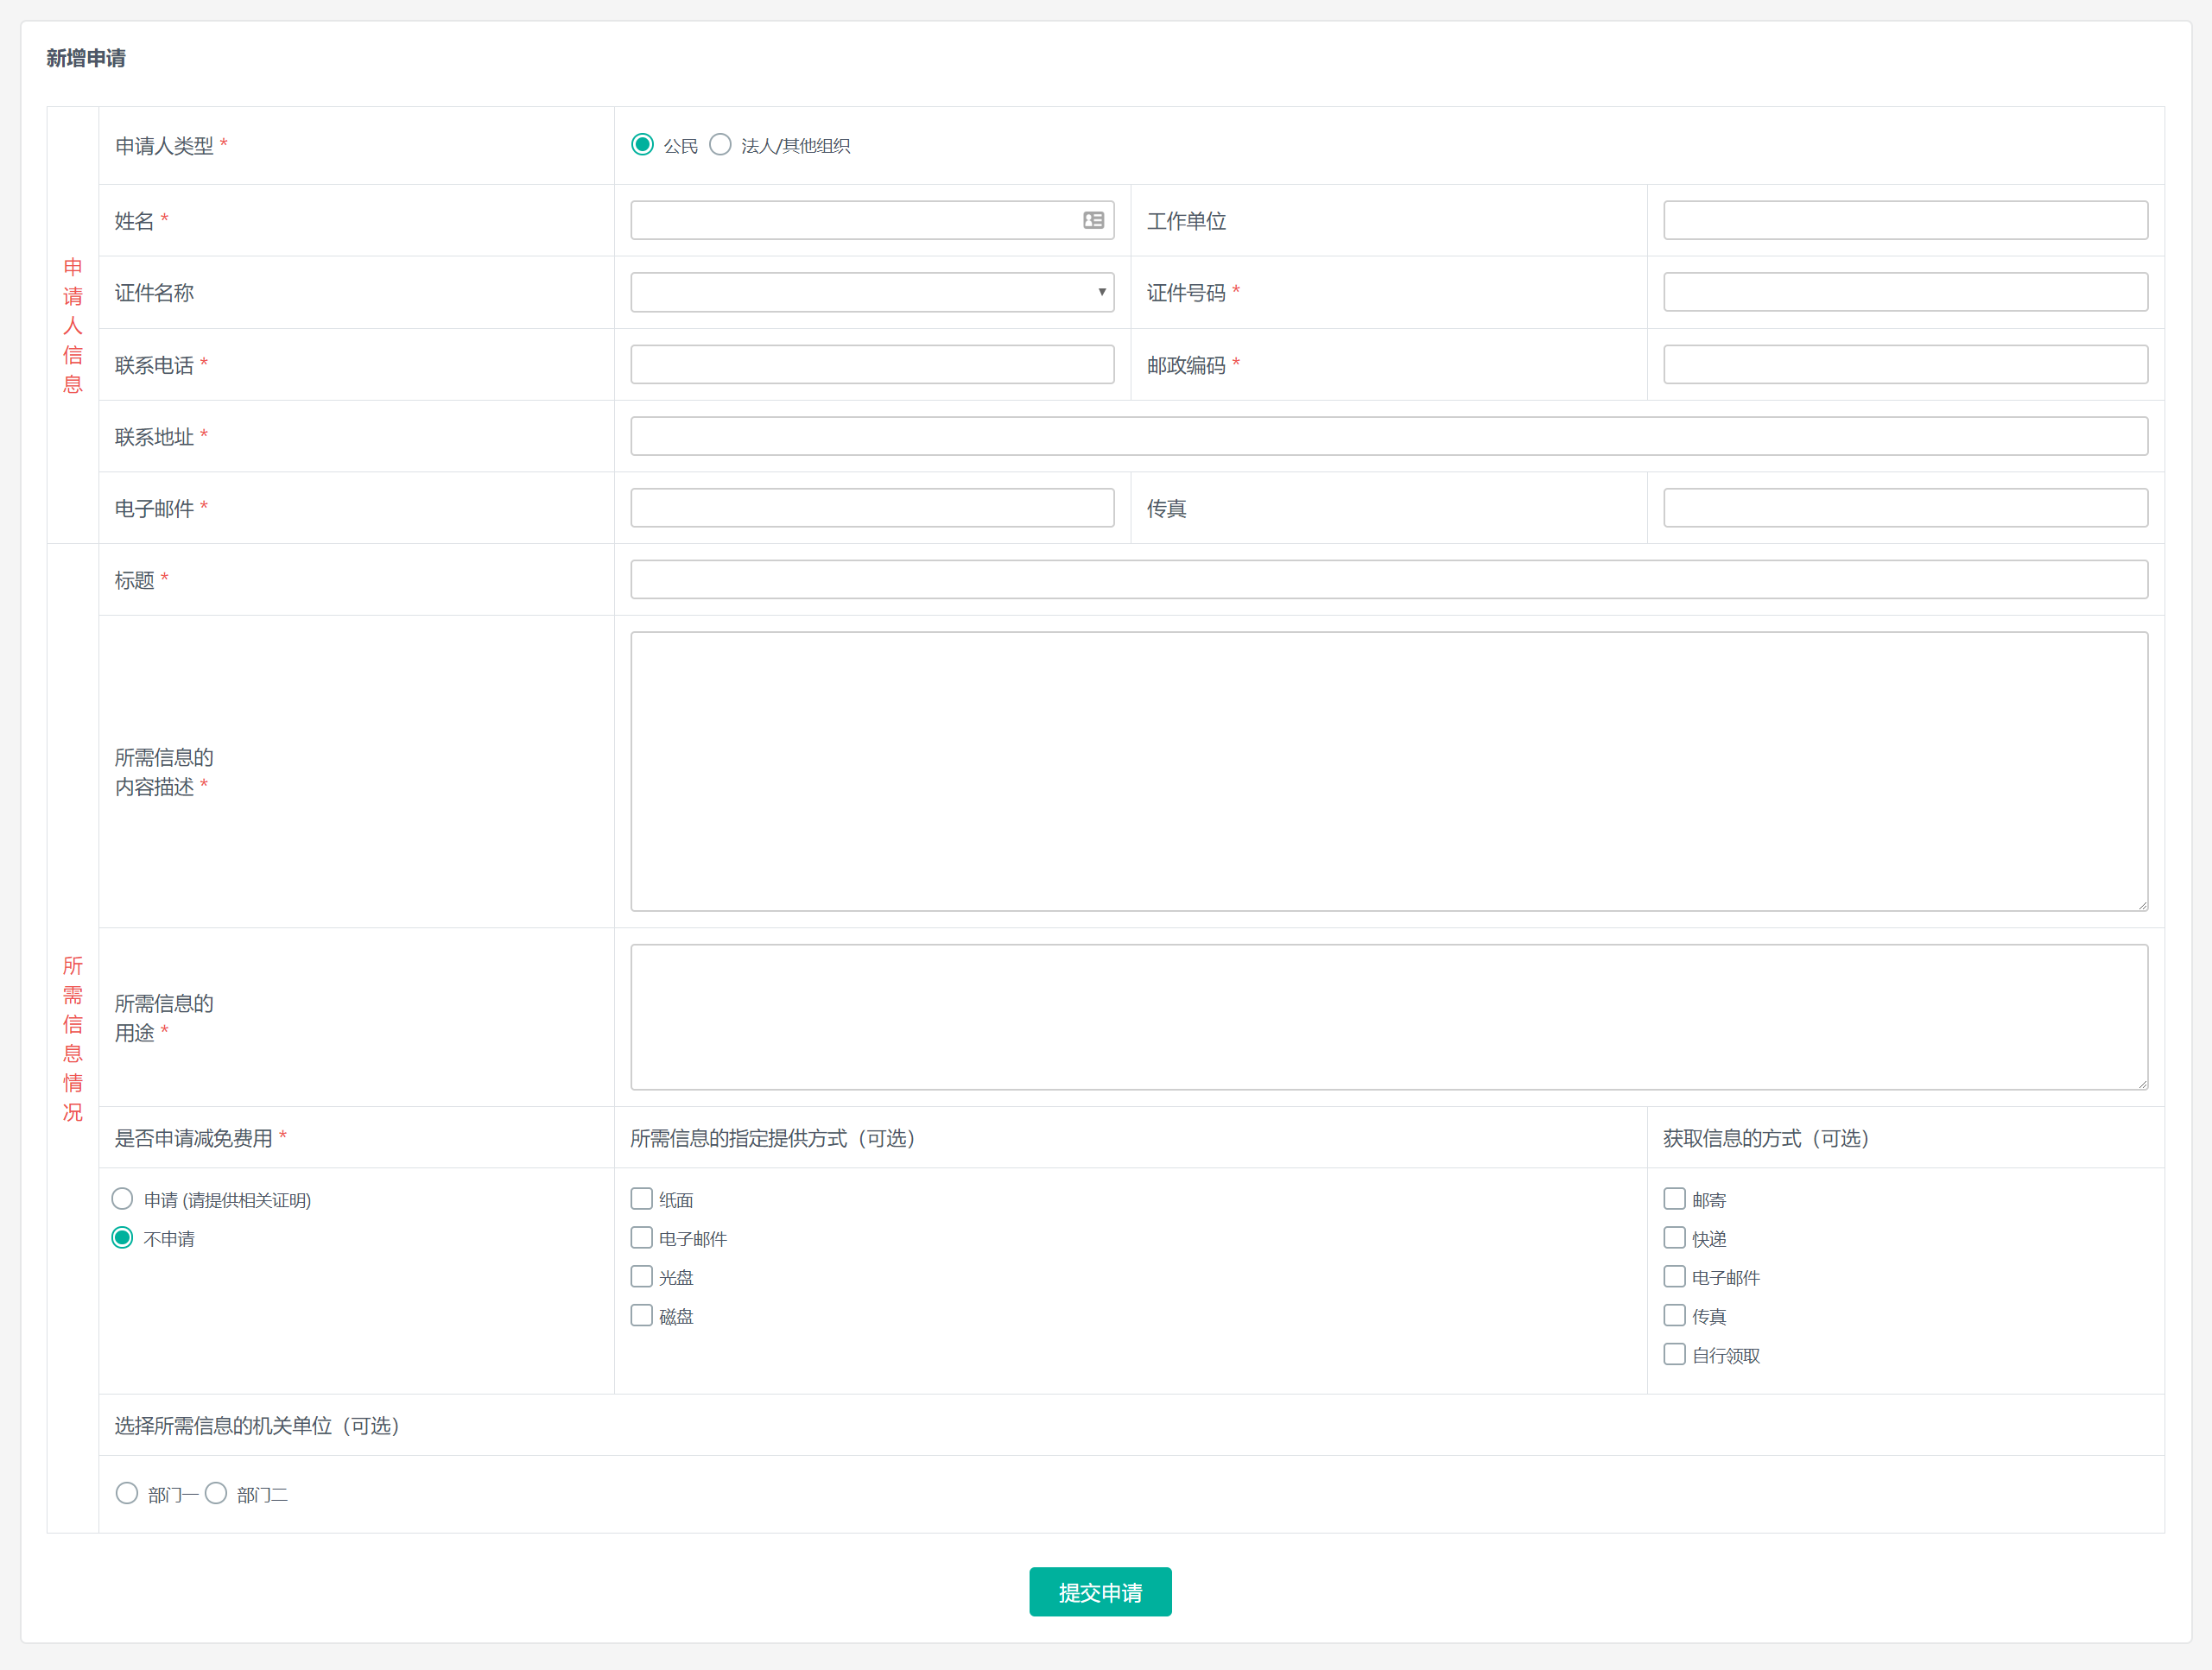 新增申请
申请人信息
申请人类型 *
公民 法人/其他组织
姓名 *
工作单位
证件名称
证件号码 *
联系电话 *
邮政编码 *
联系地址 *
电子邮件 *
传真
所需信息情况
标题 *
所需信息的
内容描述 *
所需信息的
用途 *
是否申请减免费用 *
所需信息的指定提供方式（可选）
获取信息的方式（可选）
申请 (请提供相关证明)
不申请
纸面
电子邮件
光盘
磁盘
邮寄
快递
电子邮件
传真
自行领取
选择所需信息的机关单位（可选）
部门一 部门二
提交申请